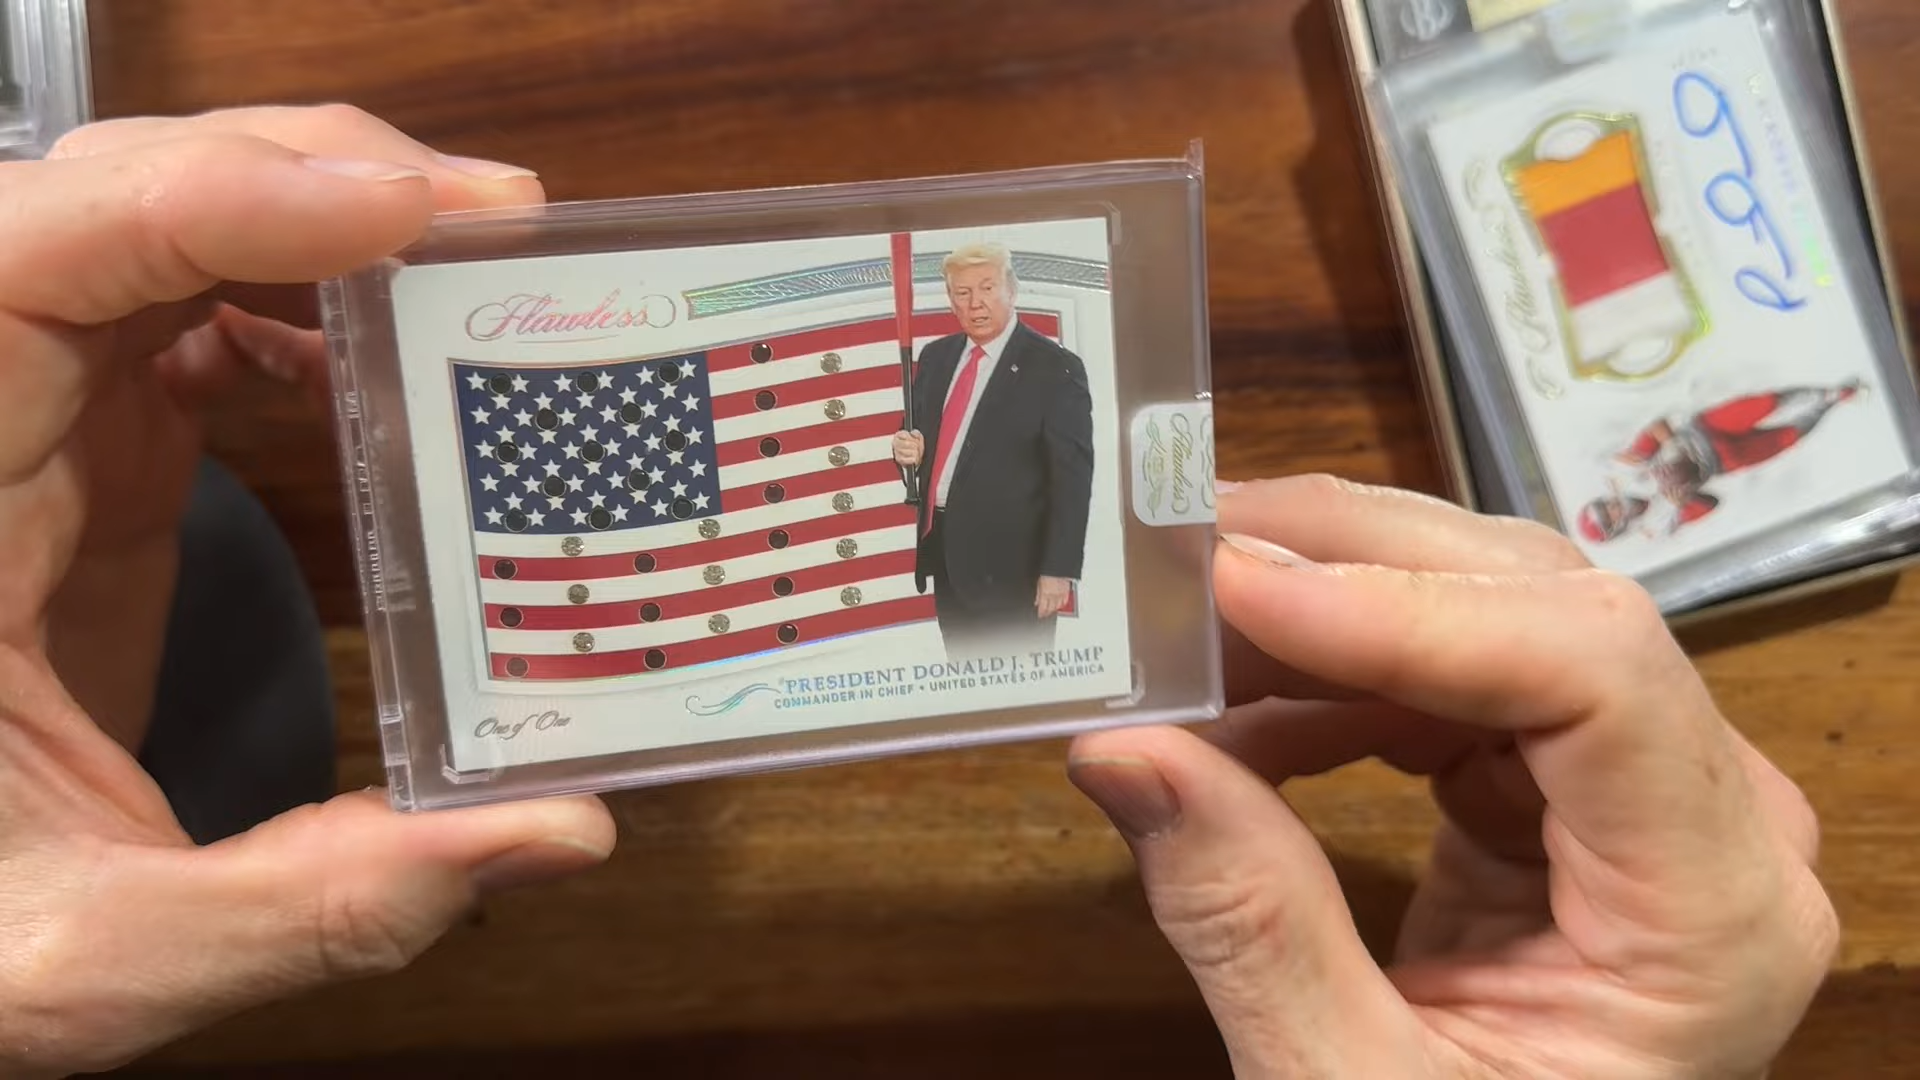 Flawless
PRESIDENT DONALD J. TRUMP
COMMANDER IN CHIEF • UNITED STATES OF AMERICA
One of One
Flawless
Flawless